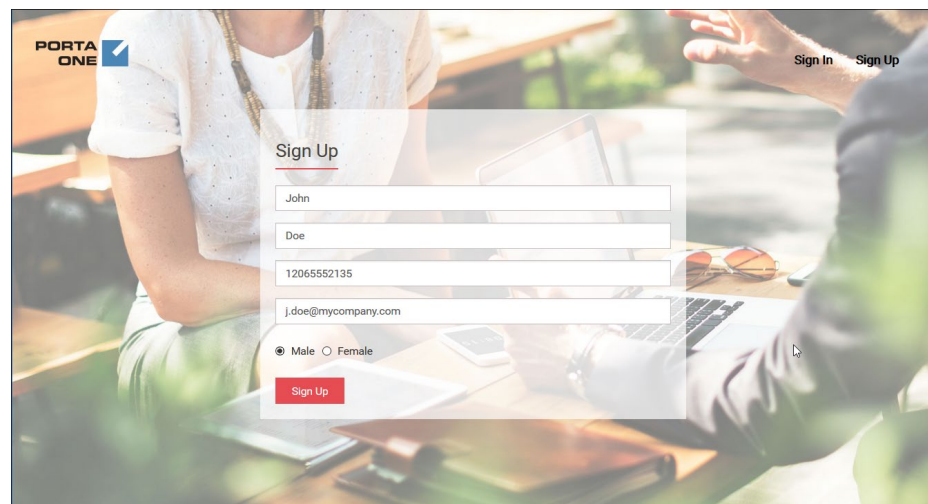 PORTA
ONE
Sign In Sign Up
Sign Up
John
Doe
12065552135
j.doe@mycompany.com
Male Female
Sign Up